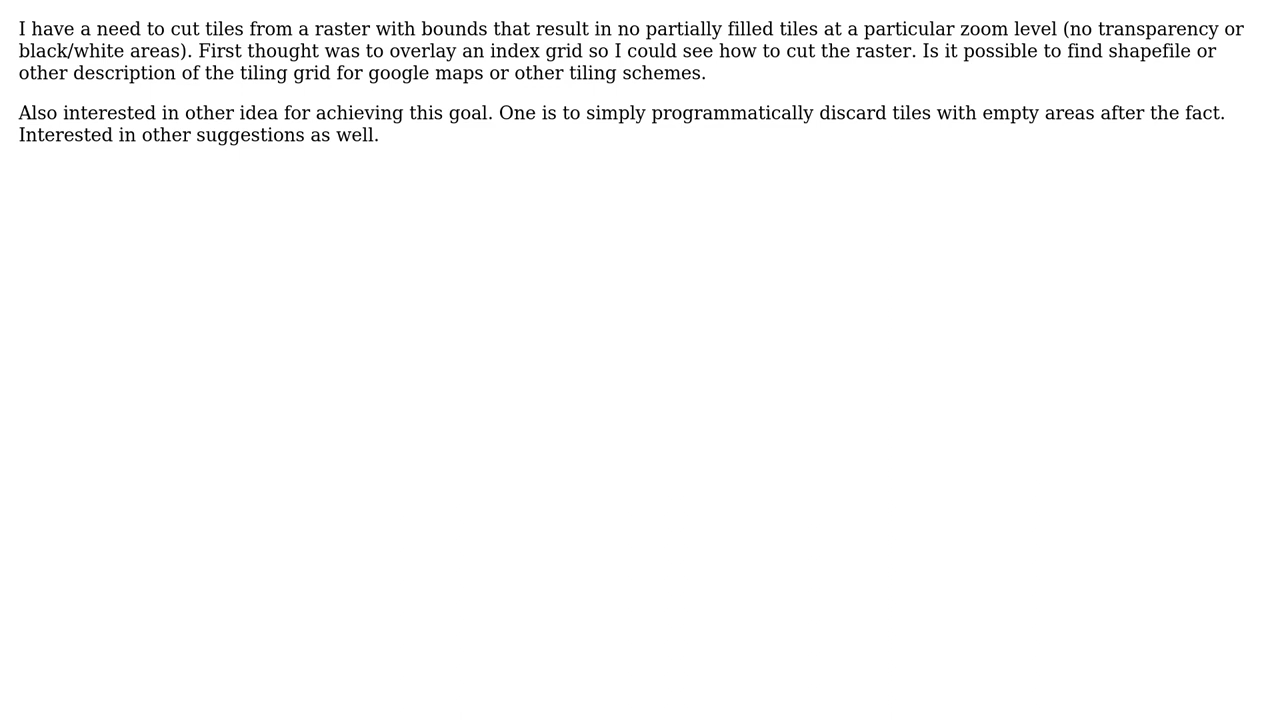 I have a need to cut tiles from a raster with bounds that result in no partially filled tiles at a particular zoom level (no transparency or
black/white areas). First thought was to overlay an index grid so I could see how to cut the raster. Is it possible to find shapefile or
other description of the tiling grid for google maps or other tiling schemes.
Also interested in other idea for achieving this goal. One is to simply programmatically discard tiles with empty areas after the fact.
Interested in other suggestions as well.